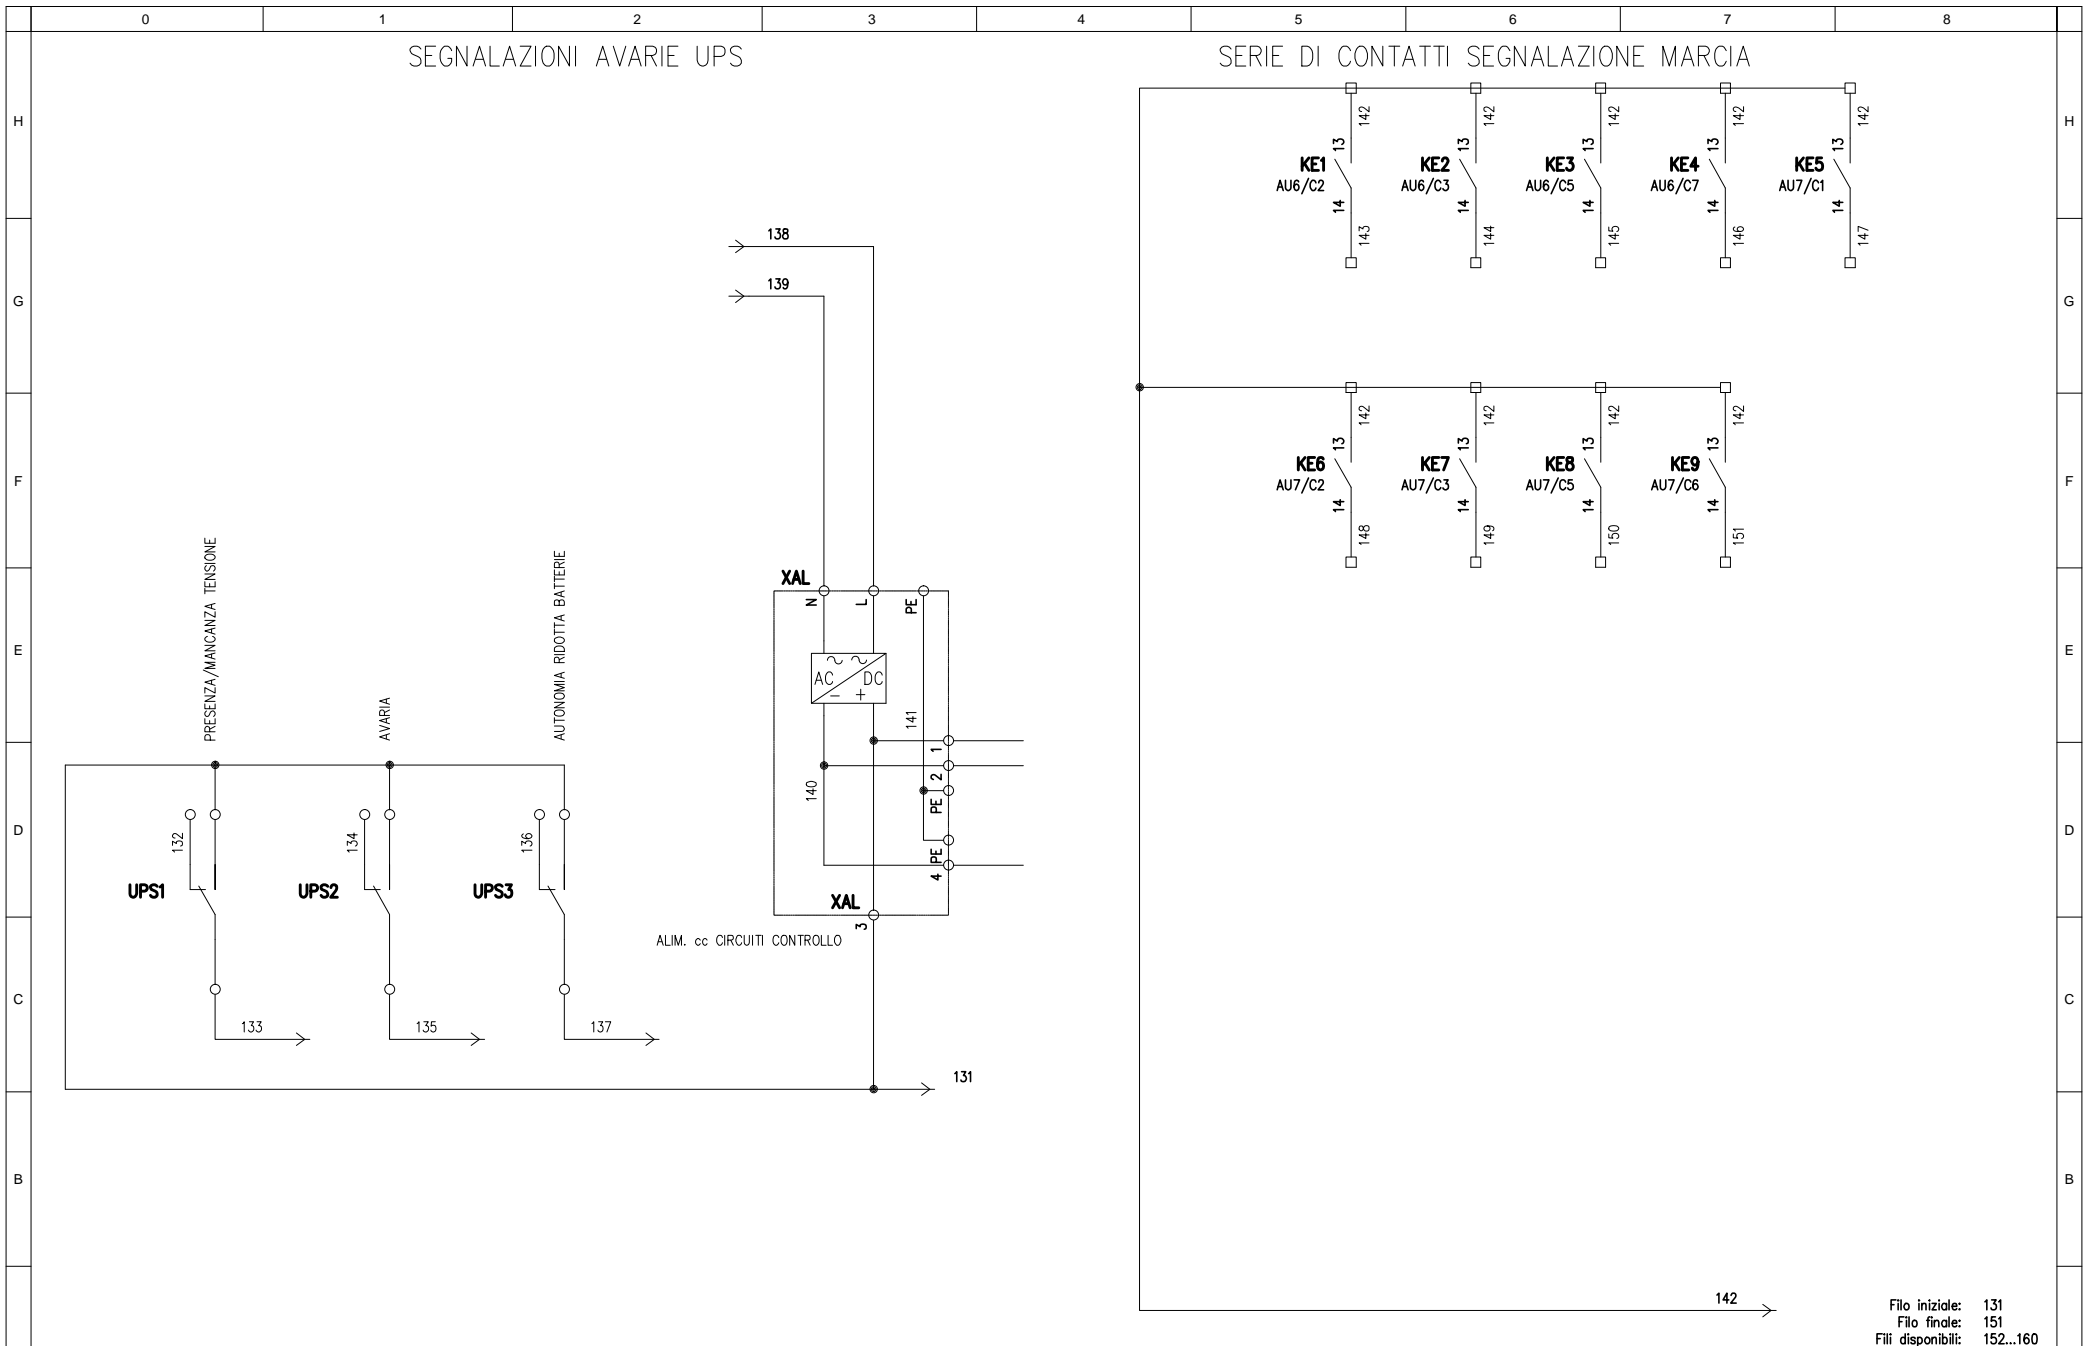 0 1 2 3 4 5 6 7 8
SEGNALAZIONI AVARIE UPS
SERIE DI CONTATTI SEGNALAZIONE MARCIA
H H
142 142 142 142 142
13 13 13 13 13
KE1 KE2 KE3 KE4 KE5
AU6/C2 AU6/C3 AU6/C5 AU6/C7 AU7/C1
14 14 14 14 14
143 144 145 146 147
138
139
G G
142 142 142 142
13 13 13 13
KE6 KE7 KE8 KE9
AU7/C2 AU7/C3 AU7/C5 AU7/C6
14 14 14 14
148 149 150 151
F F
PRESENZA/MANCANZA TENSIONE
AVARIA
AUTONOMIA RIDOTTA BATTERIE
XAL
N L PE
E E
AC DC
- +
141
1
2
140
PE
D D
132 134 136
PE
4
UPS1 UPS2 UPS3
XAL
3
ALIM. cc CIRCUITI CONTROLLO
C C
133 135 137
131
B B
142
Filo iniziale: 131
Filo finale: 151
Fili disponibili: 152...160